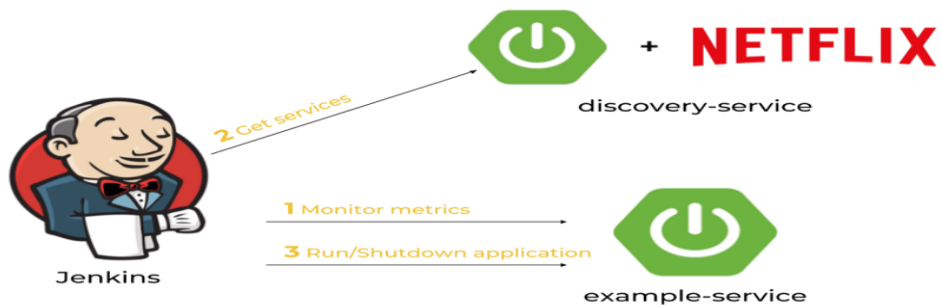 + NETFLIX
discovery-service
2 Get services
1 Monitor metrics
3 Run/Shutdown application
Jenkins
example-service